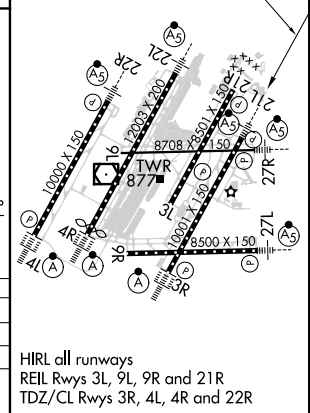 22R
22L
A5
A5
10000 X 150
12003 X 200
8501 X 150
21R
21L
P
P
P
A5
A5
9L
8708 X 150
27R
TWR
877
P
3L
10001 X 150
P
4R
4L
A
A
9R
8500 X 150
27L
A5
P
A
3R
HIRL all runways
REIL Rwys 3L, 9L, 9R and 21R
TDZ/CL Rwys 3R, 4L, 4R and 22R